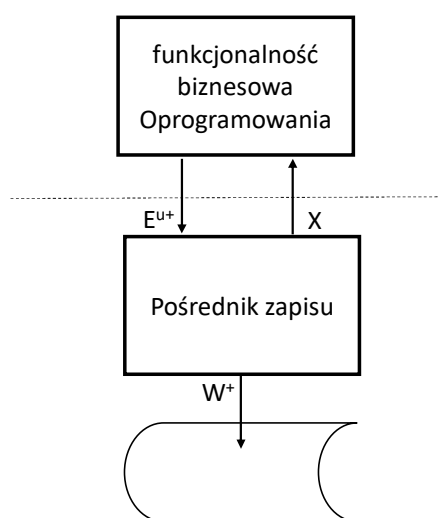 funkcjonalność
biznesowa
Oprogramowania
Eᵘ⁺ X
Pośrednik zapisu
W⁺